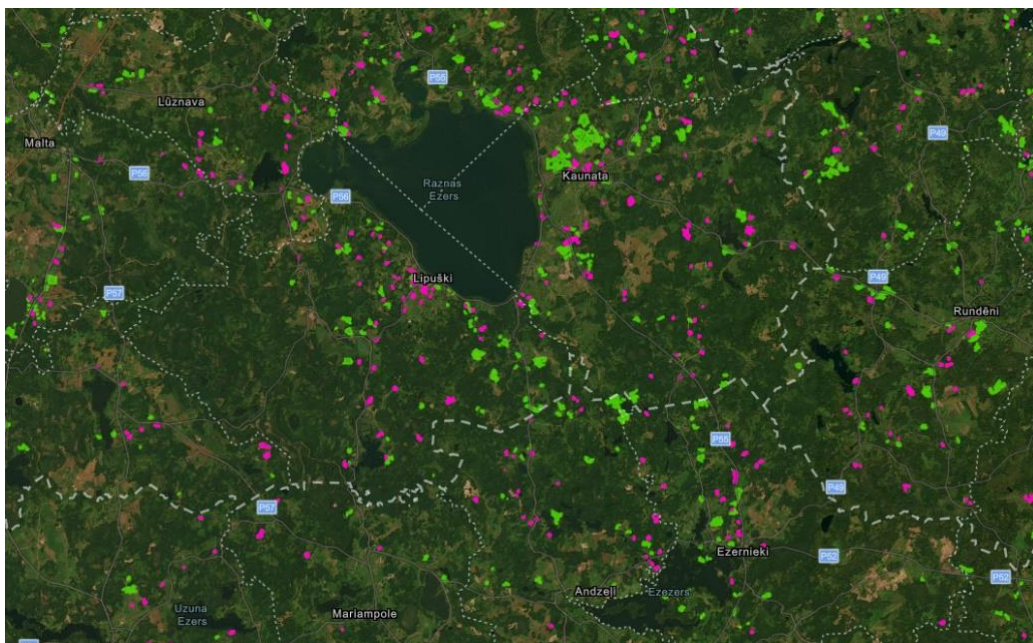 P55
Lūznava
P49
Malta
P56
Kaunata
Raznas
Ezers
P56
Lipuški
P49
P57
Rundēni
P55
P49
P57
Ezernieki
P52
P52
Andzeļi
Ezezers
Uzuna
Ezers
Mariampole